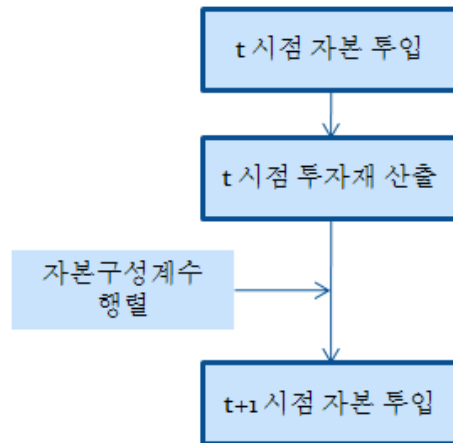 t 시점 자본 투입
t 시점 투자재 산출
자본구성계수
행렬
t+1 시점 자본 투입